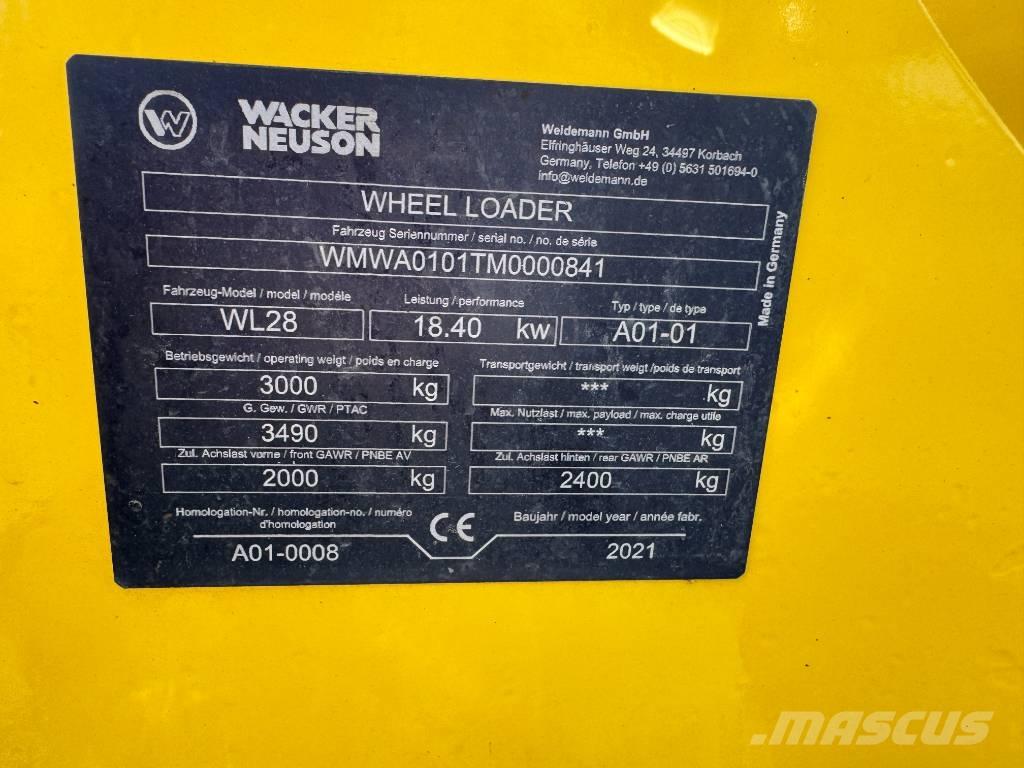 WACKER
NEUSON
Weidemann GmbH
Elfringhäuser Weg 24, 34497 Korbach
Germany, Telefon +49 (0) 5631 501694-0
info@weidemann.de
WHEEL LOADER
Fahrzeug Seriennummer / serial no. / no. de série
WMWA0101TM0000841
Made in Germany
Fahrzeug-Model / model / modéle
Leistung / performance
Typ / type / de type
WL28
18.40 kw
A01-01
Betriebsgewicht / operating weigt / poids en charge
Transportgewicht / transport weigt /poids de transport
3000 kg
*** kg
G. Gew. / GWR / PTAC
Max. Nutzlast / max. payload / max. charge utile
3490 kg
*** kg
Zul. Achslast vorne / front GAWR / PNBE AV
Zul. Achslast hinten / rear GAWR / PNBE AR
2000 kg
2400 kg
Homologation-Nr. / homologation-no. / numéro
d'homologation
CE
Baujahr / model year / année fabr.
A01-0008
2021
MASCUS